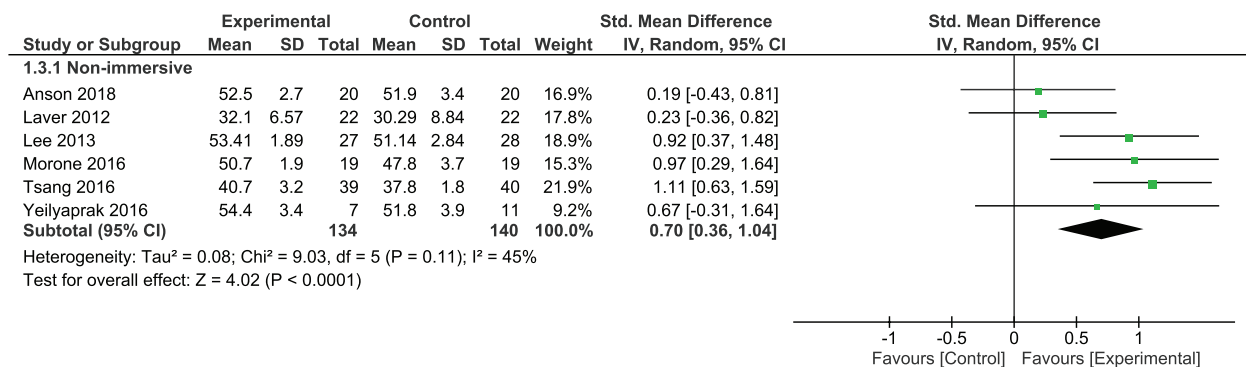 Experimental Control Std. Mean Difference Std. Mean Difference
Study or Subgroup Mean SD Total Mean SD Total Weight IV, Random, 95% CI IV, Random, 95% CI
1.3.1 Non-immersive
Anson 2018 52.5 2.7 20 51.9 3.4 20 16.9% 0.19 [-0.43, 0.81]
Laver 2012 32.1 6.57 22 30.29 8.84 22 17.8% 0.23 [-0.36, 0.82]
Lee 2013 53.41 1.89 27 51.14 2.84 28 18.9% 0.92 [0.37, 1.48]
Morone 2016 50.7 1.9 19 47.8 3.7 19 15.3% 0.97 [0.29, 1.64]
Tsang 2016 40.7 3.2 39 37.8 1.8 40 21.9% 1.11 [0.63, 1.59]
Yeilyaprak 2016 54.4 3.4 7 51.8 3.9 11 9.2% 0.67 [-0.31, 1.64]
Subtotal (95% CI) 134 140 100.0% 0.70 [0.36, 1.04]
Heterogeneity: Tau² = 0.08; Chi² = 9.03, df = 5 (P = 0.11); I² = 45%
Test for overall effect: Z = 4.02 (P < 0.0001)
-1 -0.5 0 0.5 1
Favours [Control] Favours [Experimental]